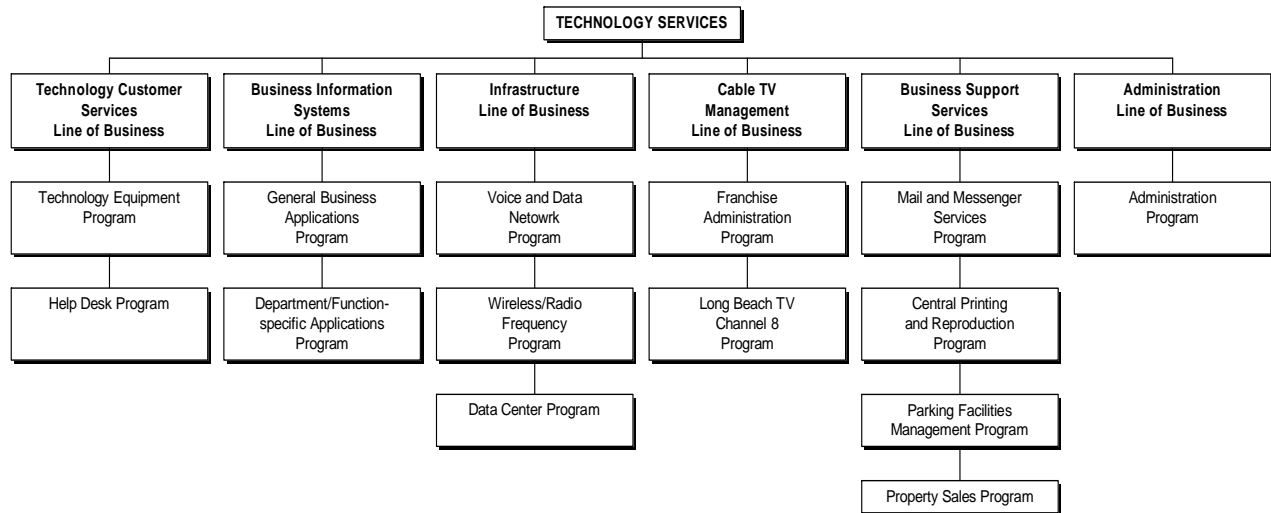 TECHNOLOGY SERVICES
Technology Customer
Services
Line of Business
Business Information
Systems
Line of Business
Infrastructure
Line of Business
Cable TV
Management
Line of Business
Business Support
Services
Line of Business
Administration
Line of Business
Technology Equipment
Program
General Business
Applications
Program
Voice and Data
Netowrk
Program
Franchise
Administration
Program
Mail and Messenger
Services
Program
Administration
Program
Help Desk Program
Department/Function-
specific Applications
Program
Wireless/Radio
Frequency
Program
Long Beach TV
Channel 8
Program
Central Printing
and Reproduction
Program
Data Center Program
Parking Facilities
Management Program
Property Sales Program